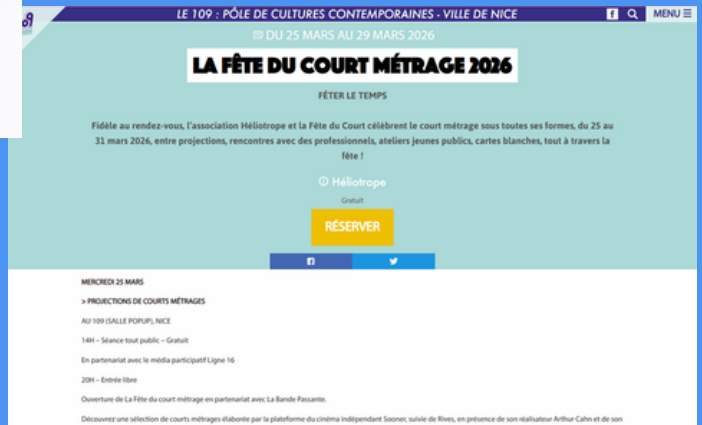 LE 109 : PÔLE DE CULTURES CONTEMPORAINES - VILLE DE NICE
MENU
DU 25 MARS AU 29 MARS 2026
LA FÊTE DU COURT MÉTRAGE 2026
FÊTER LE TEMPS
Fidèle au rendez-vous, l'association Héliotrope et la Fête du Court célèbrent le court métrage sous toutes ses formes, du 25 au
31 mars 2026, entre projections, rencontres avec des professionnels, ateliers jeunes publics, cartes blanches, tout à travers la
fête !
Héliotrope
Gratuit
RÉSERVER
MERCREDI 25 MARS
> PROJECTIONS DE COURTS MÉTRAGES
AU 109 (SALLE POPUP), NICE
14H – Séance tout public – Gratuit
En partenariat avec le média participatif Ligne 16
20H – Entrée libre
Ouverture de La Fête du court métrage en partenariat avec La Bande Passante.
Découvrez une sélection de courts métrages élaborée par la plateforme du cinéma indépendant Sooner, suivie de Rives, en présence de son réalisateur Arthur Cahn et de son